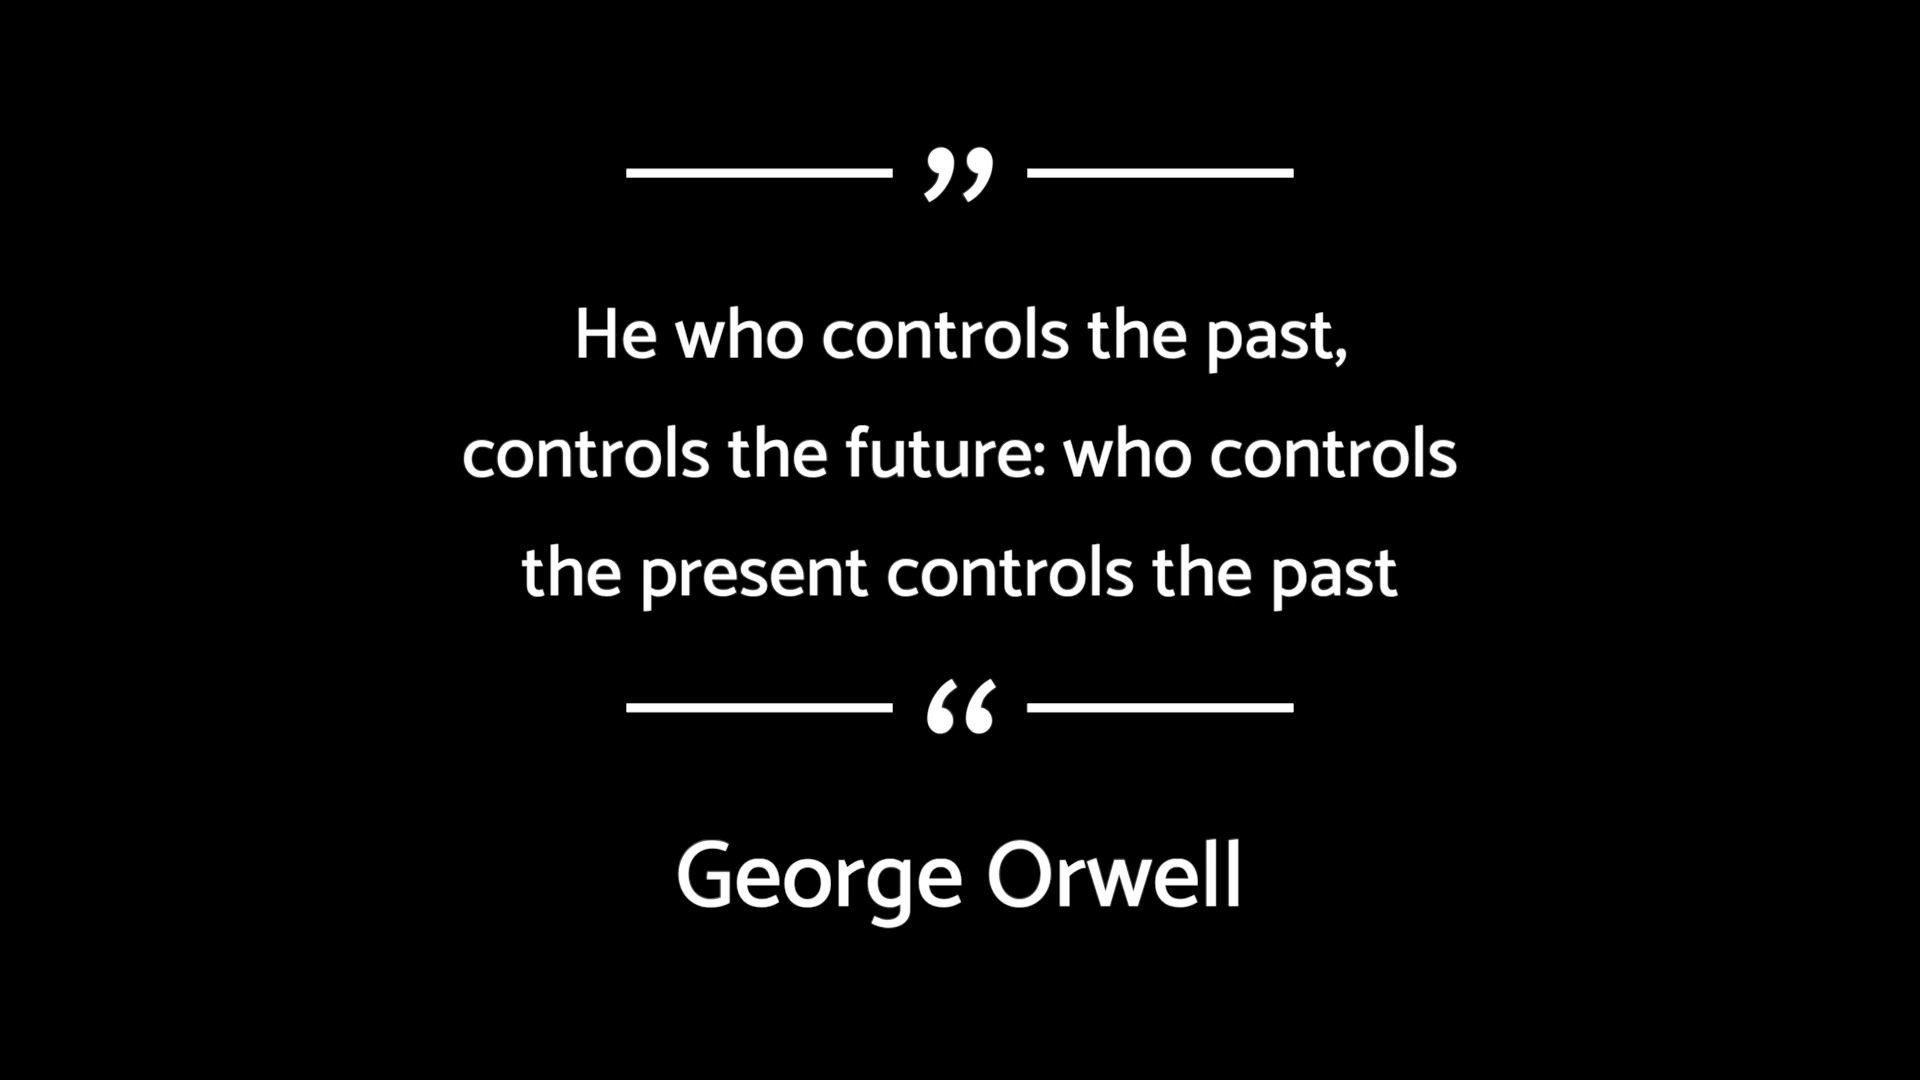 ”
He who controls the past,
controls the future: who controls
the present controls the past
“
George Orwell